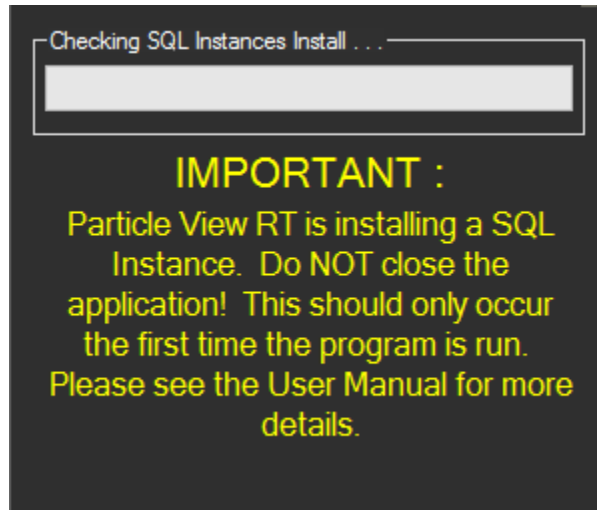 Checking SQL Instances Install . . .
IMPORTANT :
Particle View RT is installing a SQL
Instance.  Do NOT close the
application!  This should only occur
the first time the program is run.
Please see the User Manual for more
details.